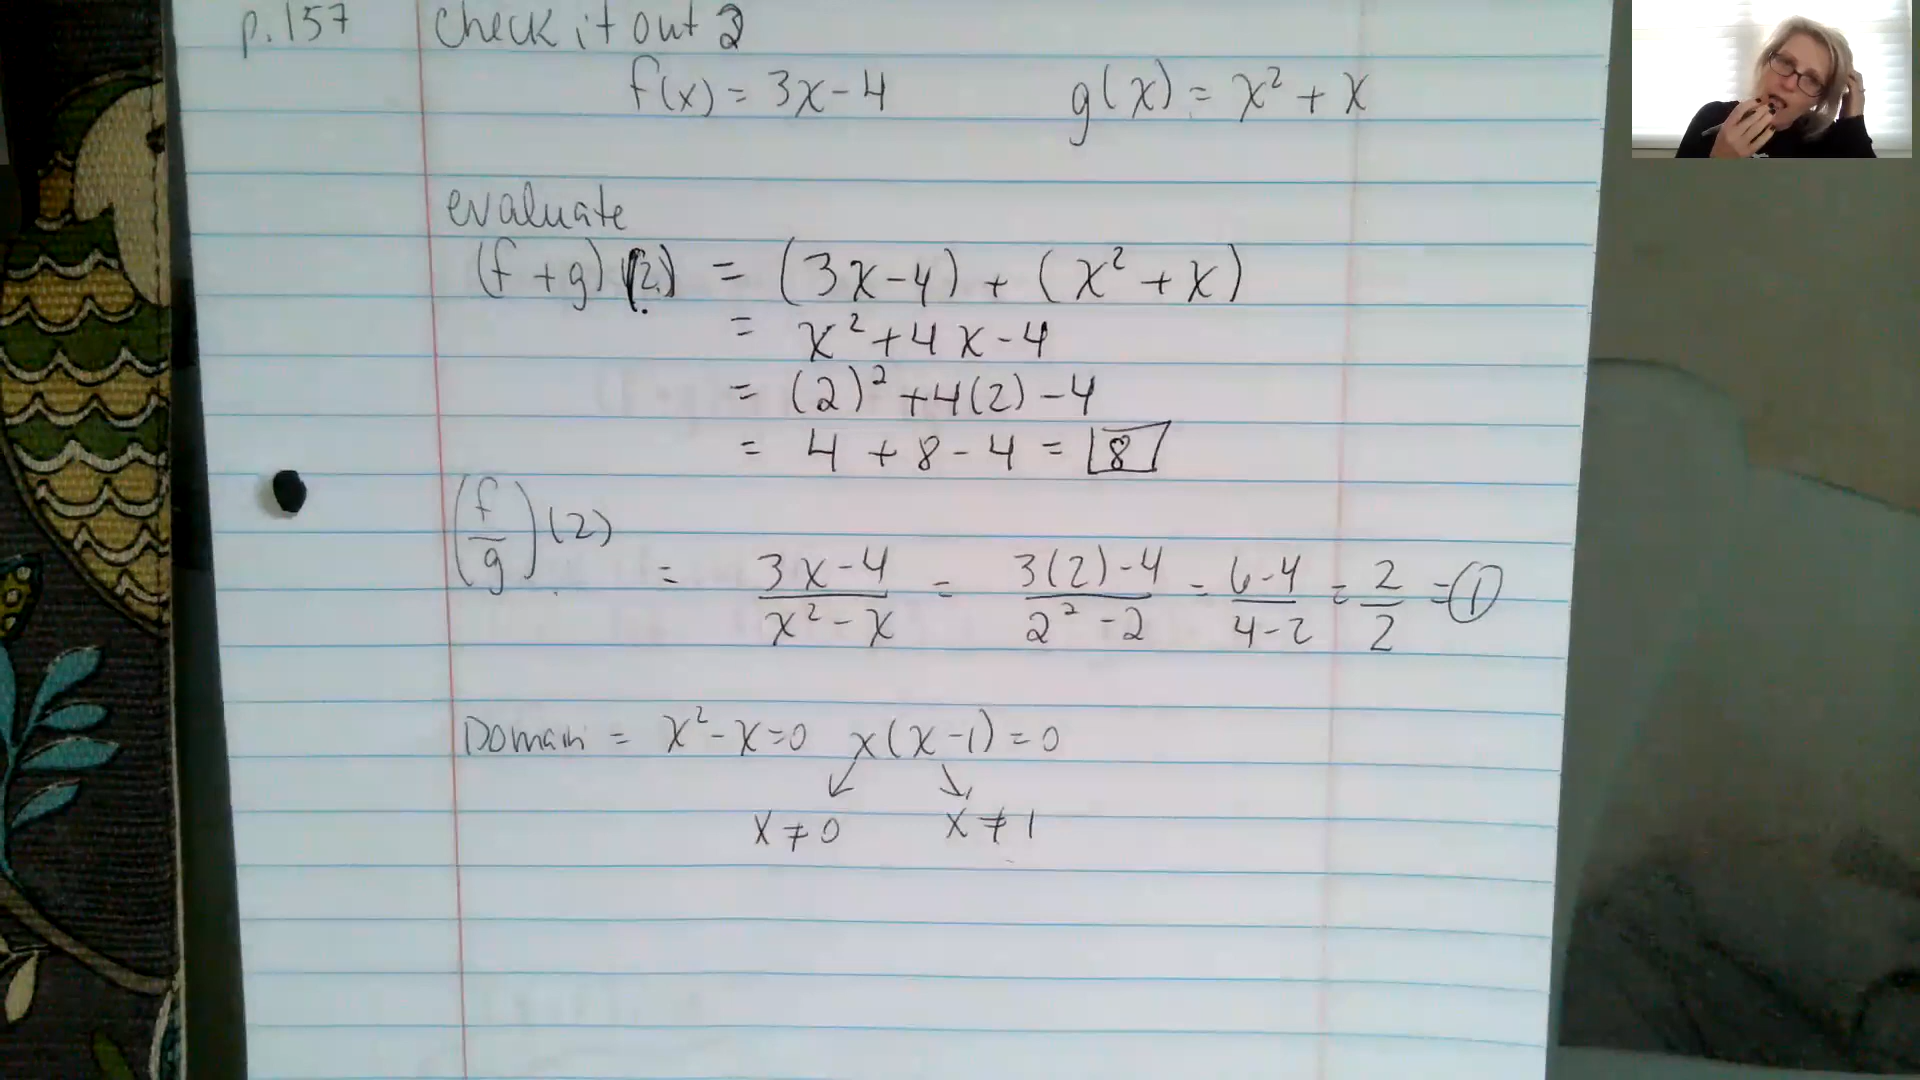 p.157 Check it out 2
f(x) = 3x - 4 g(x) = x² + x
evaluate
(f + g) (2) = (3x - 4) + (x² + x)
= x² + 4x - 4
= (2)² + 4(2) - 4
= 4 + 8 - 4 = 8
(f/g)(2) = (3x - 4)/(x² - x) = (3(2) - 4)/(2² - 2) = (6 - 4)/(4 - 2) = 2/2 = 1
Domain = x² - x = 0 x(x - 1) = 0
x ≠ 0 x ≠ 1